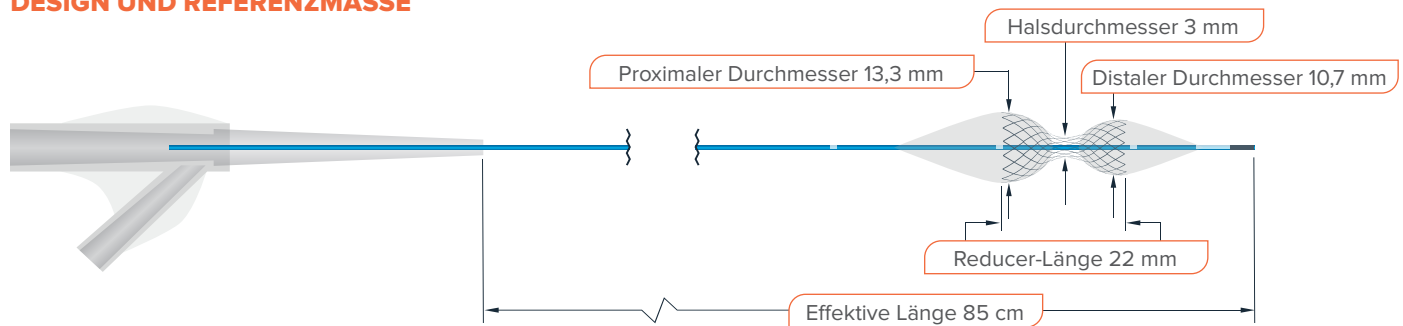 DESIGN UND REFERENZMASSE
Halsdurchmesser 3 mm
Proximaler Durchmesser 13,3 mm
Distaler Durchmesser 10,7 mm
Reducer-Länge 22 mm
Effektive Länge 85 cm